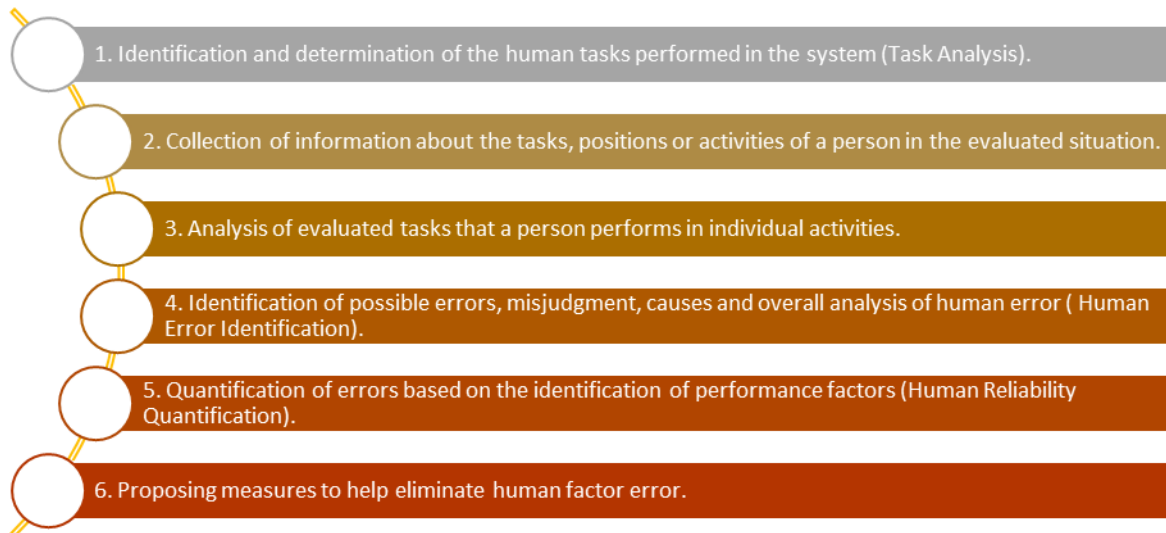 1. Identification and determination of the human tasks performed in the system (Task Analysis).
2. Collection of information about the tasks, positions or activities of a person in the evaluated situation.
3. Analysis of evaluated tasks that a person performs in individual activities.
4. Identification of possible errors, misjudgment, causes and overall analysis of human error ( Human
Error Identification).
5. Quantification of errors based on the identification of performance factors (Human Reliability
Quantification).
6. Proposing measures to help eliminate human factor error.